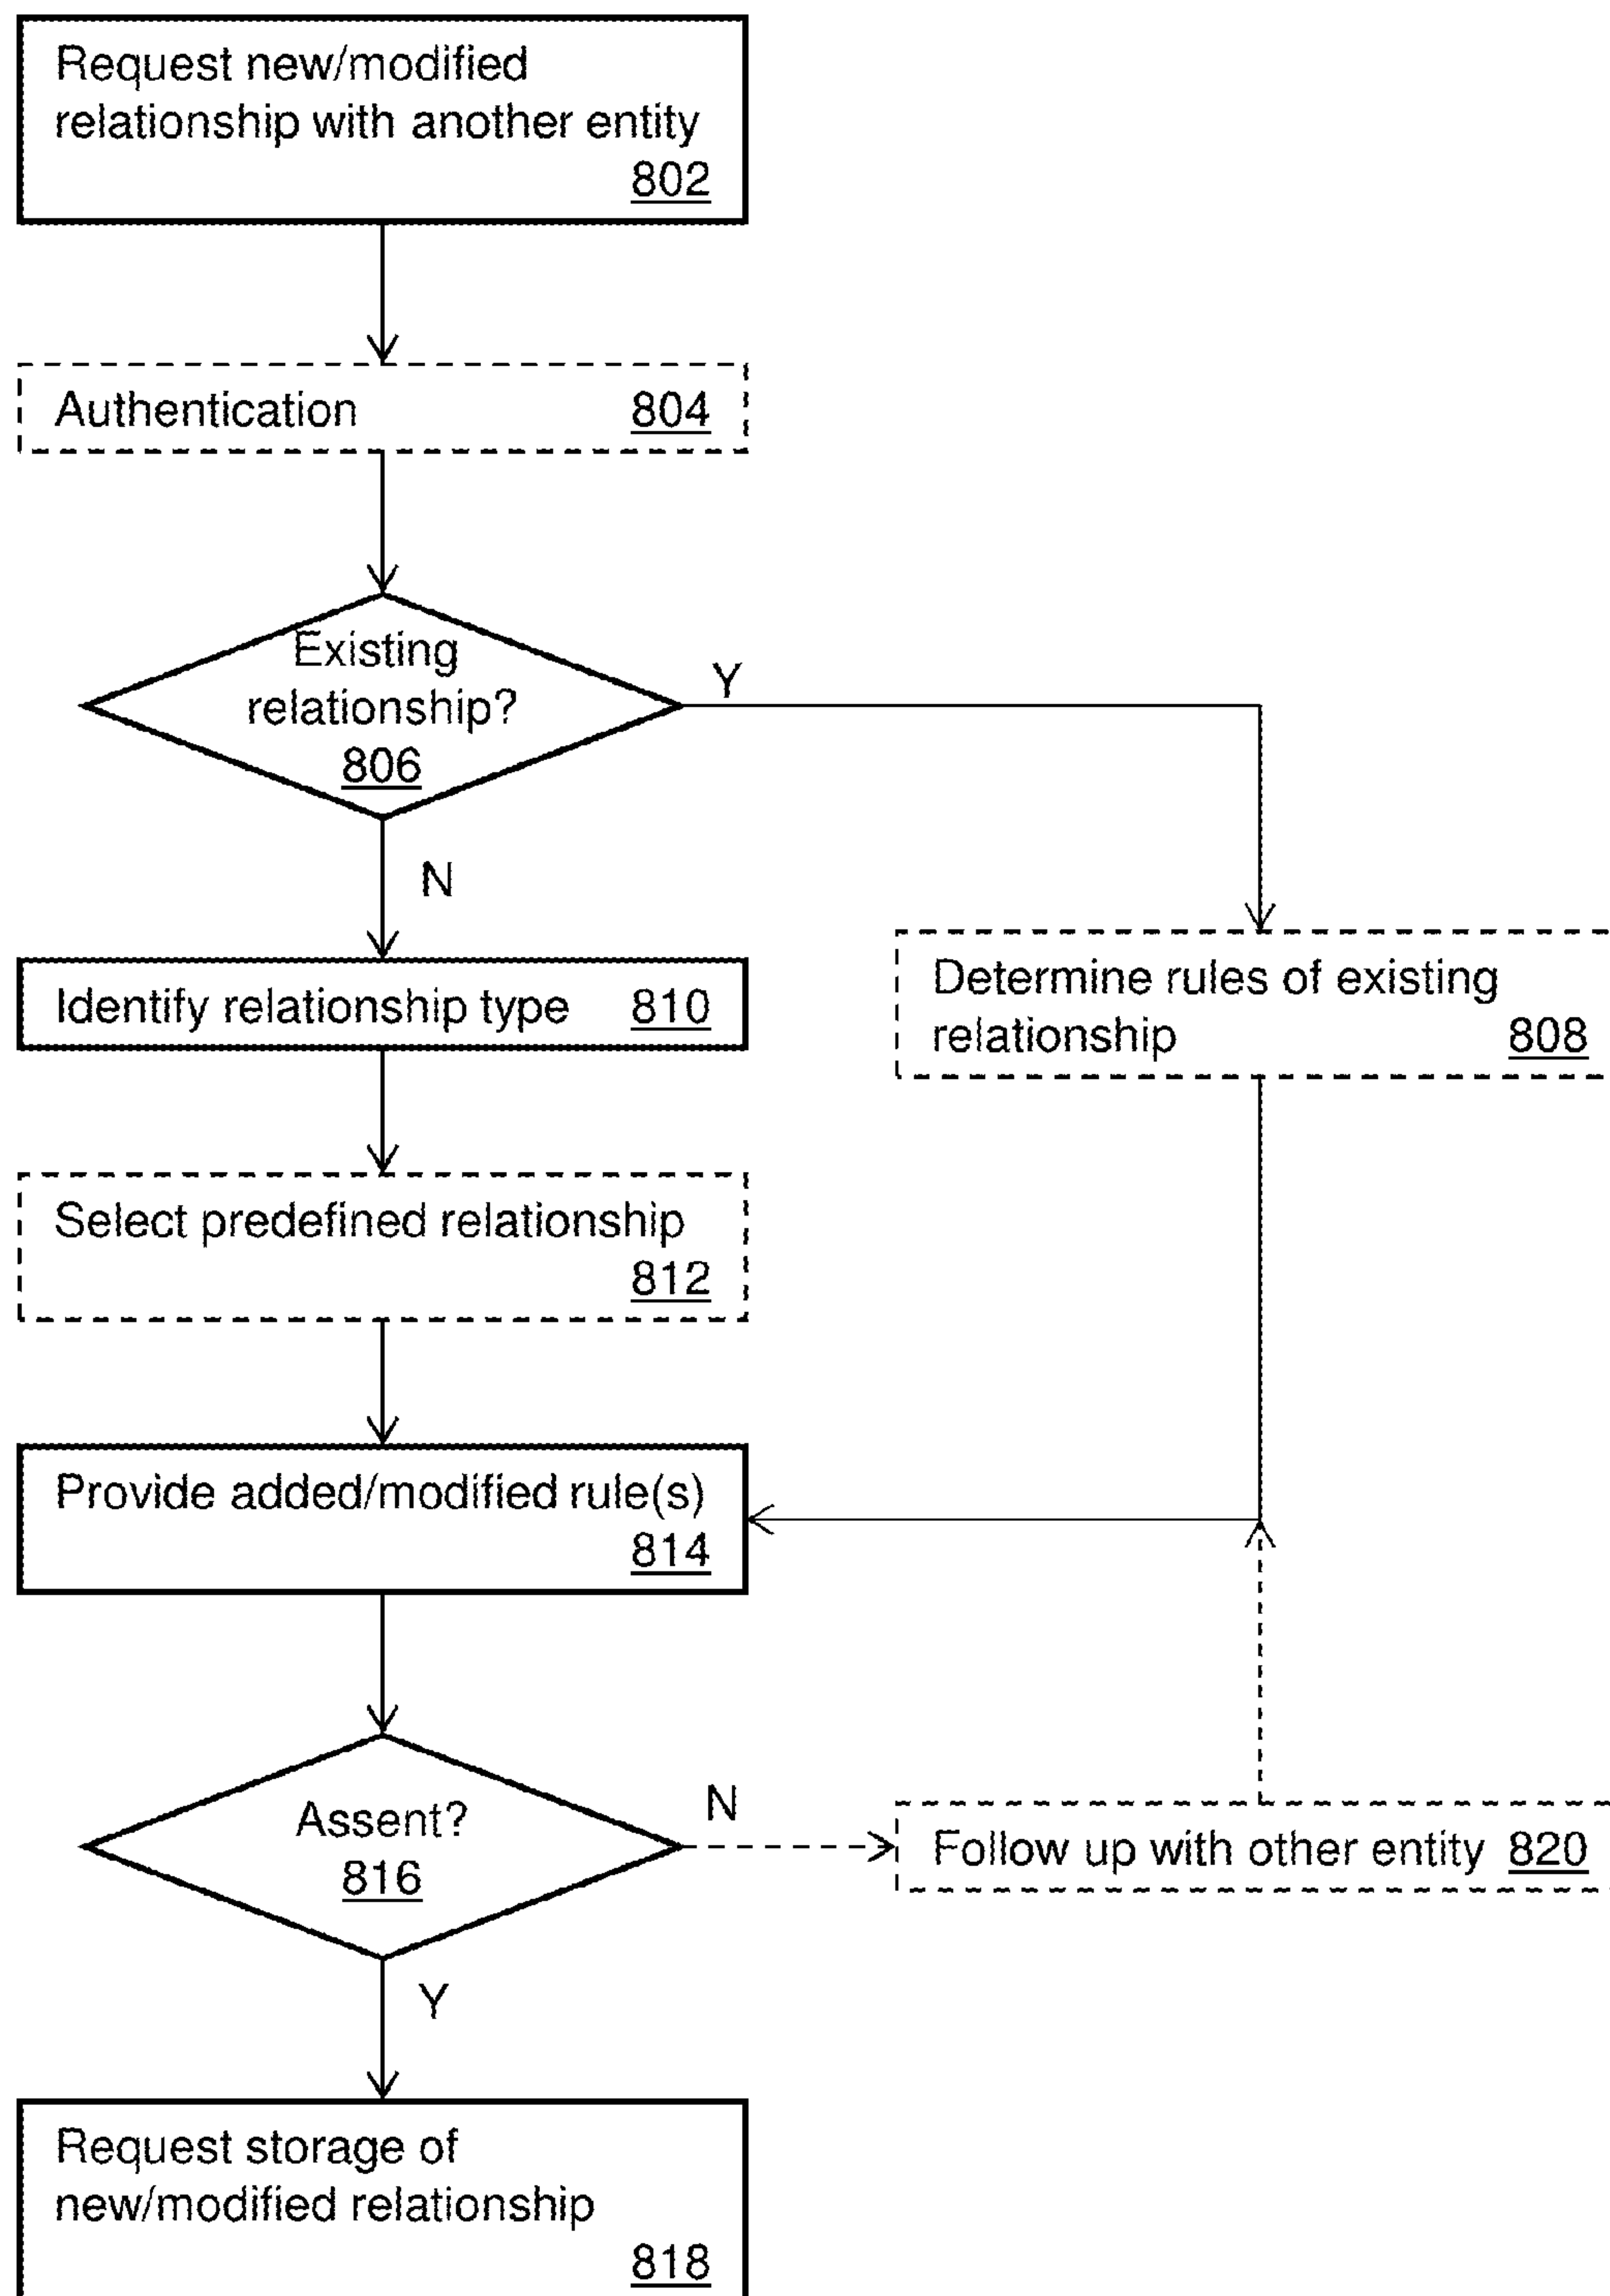 Request new/modified
relationship with another entity
802
Authentication 804
Existing
relationship?
806
Y
N
Identify relationship type 810
Determine rules of existing
relationship 808
Select predefined relationship
812
Provide added/modified rule(s)
814
Assent?
816
N
Follow up with other entity 820
Y
Request storage of
new/modified relationship
818